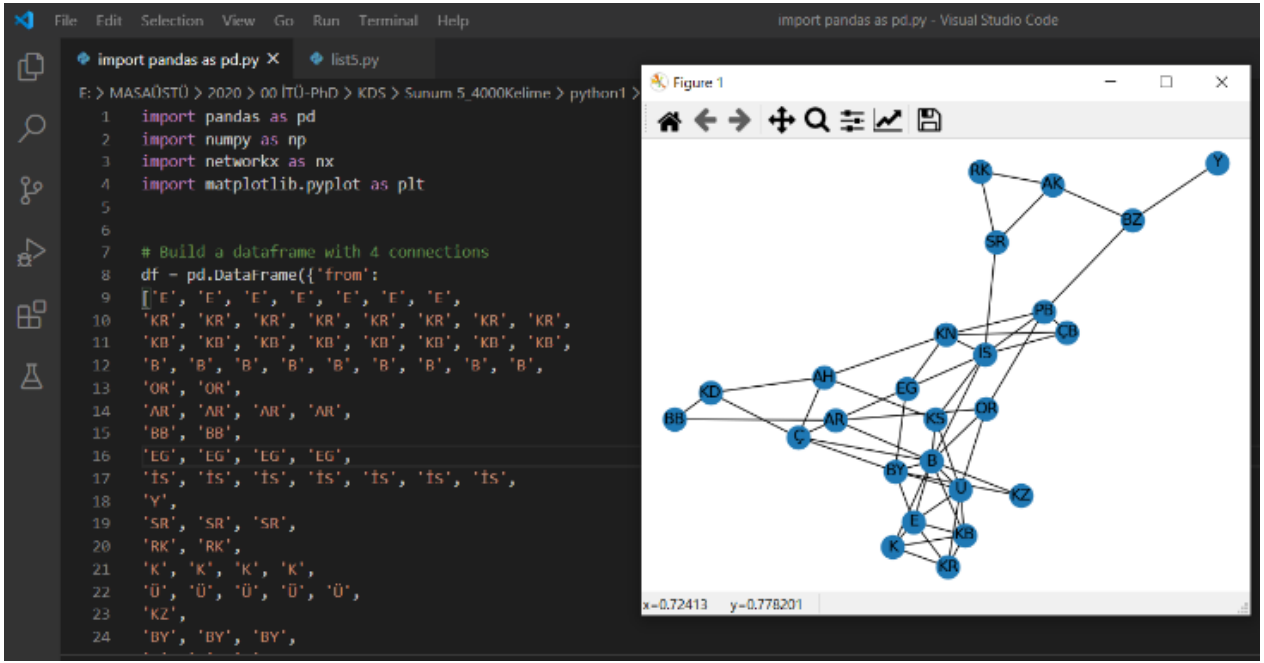 File Edit Selection View Go Run Terminal Help
import pandas as pd.py - Visual Studio Code
import pandas as pd.py
list5.py
E: > MASAÜSTÜ > 2020 > 00 İTÜ-PhD > KDS > Sunum 5_4000Kelime > python1 >
1 import pandas as pd
2 import numpy as np
3 import networkx as nx
4 import matplotlib.pyplot as plt
5
6
7 # Build a dataframe with 4 connections
8 df = pd.DataFrame({'from':
9 ['E', 'E', 'E', 'E', 'E', 'E', 'E',
10 'KR', 'KR', 'KR', 'KR', 'KR', 'KR', 'KR', 'KR',
11 'KB', 'KB', 'KB', 'KB', 'KB', 'KB', 'KB', 'KB',
12 'B', 'B', 'B', 'B', 'B', 'B', 'B', 'B', 'B',
13 'OR', 'OR',
14 'AR', 'AR', 'AR', 'AR',
15 'BB', 'BB',
16 'EG', 'EG', 'EG', 'EG',
17 'İS', 'İS', 'İS', 'İS', 'İS', 'İS', 'İS',
18 'Y',
19 'SR', 'SR', 'SR',
20 'RK', 'RK',
21 'K', 'K', 'K', 'K',
22 'Ü', 'Ü', 'Ü', 'Ü', 'Ü',
23 'KZ',
24 'BY', 'BY', 'BY',
Figure 1
Y
RK
AK
BZ
SR
PB
ÇB
KN
İS
AH
EG
KD
OR
BB
AR
KS
Ç
B
BY
Ü
KZ
E
KB
K
KR
x=0.72413 y=0.778201